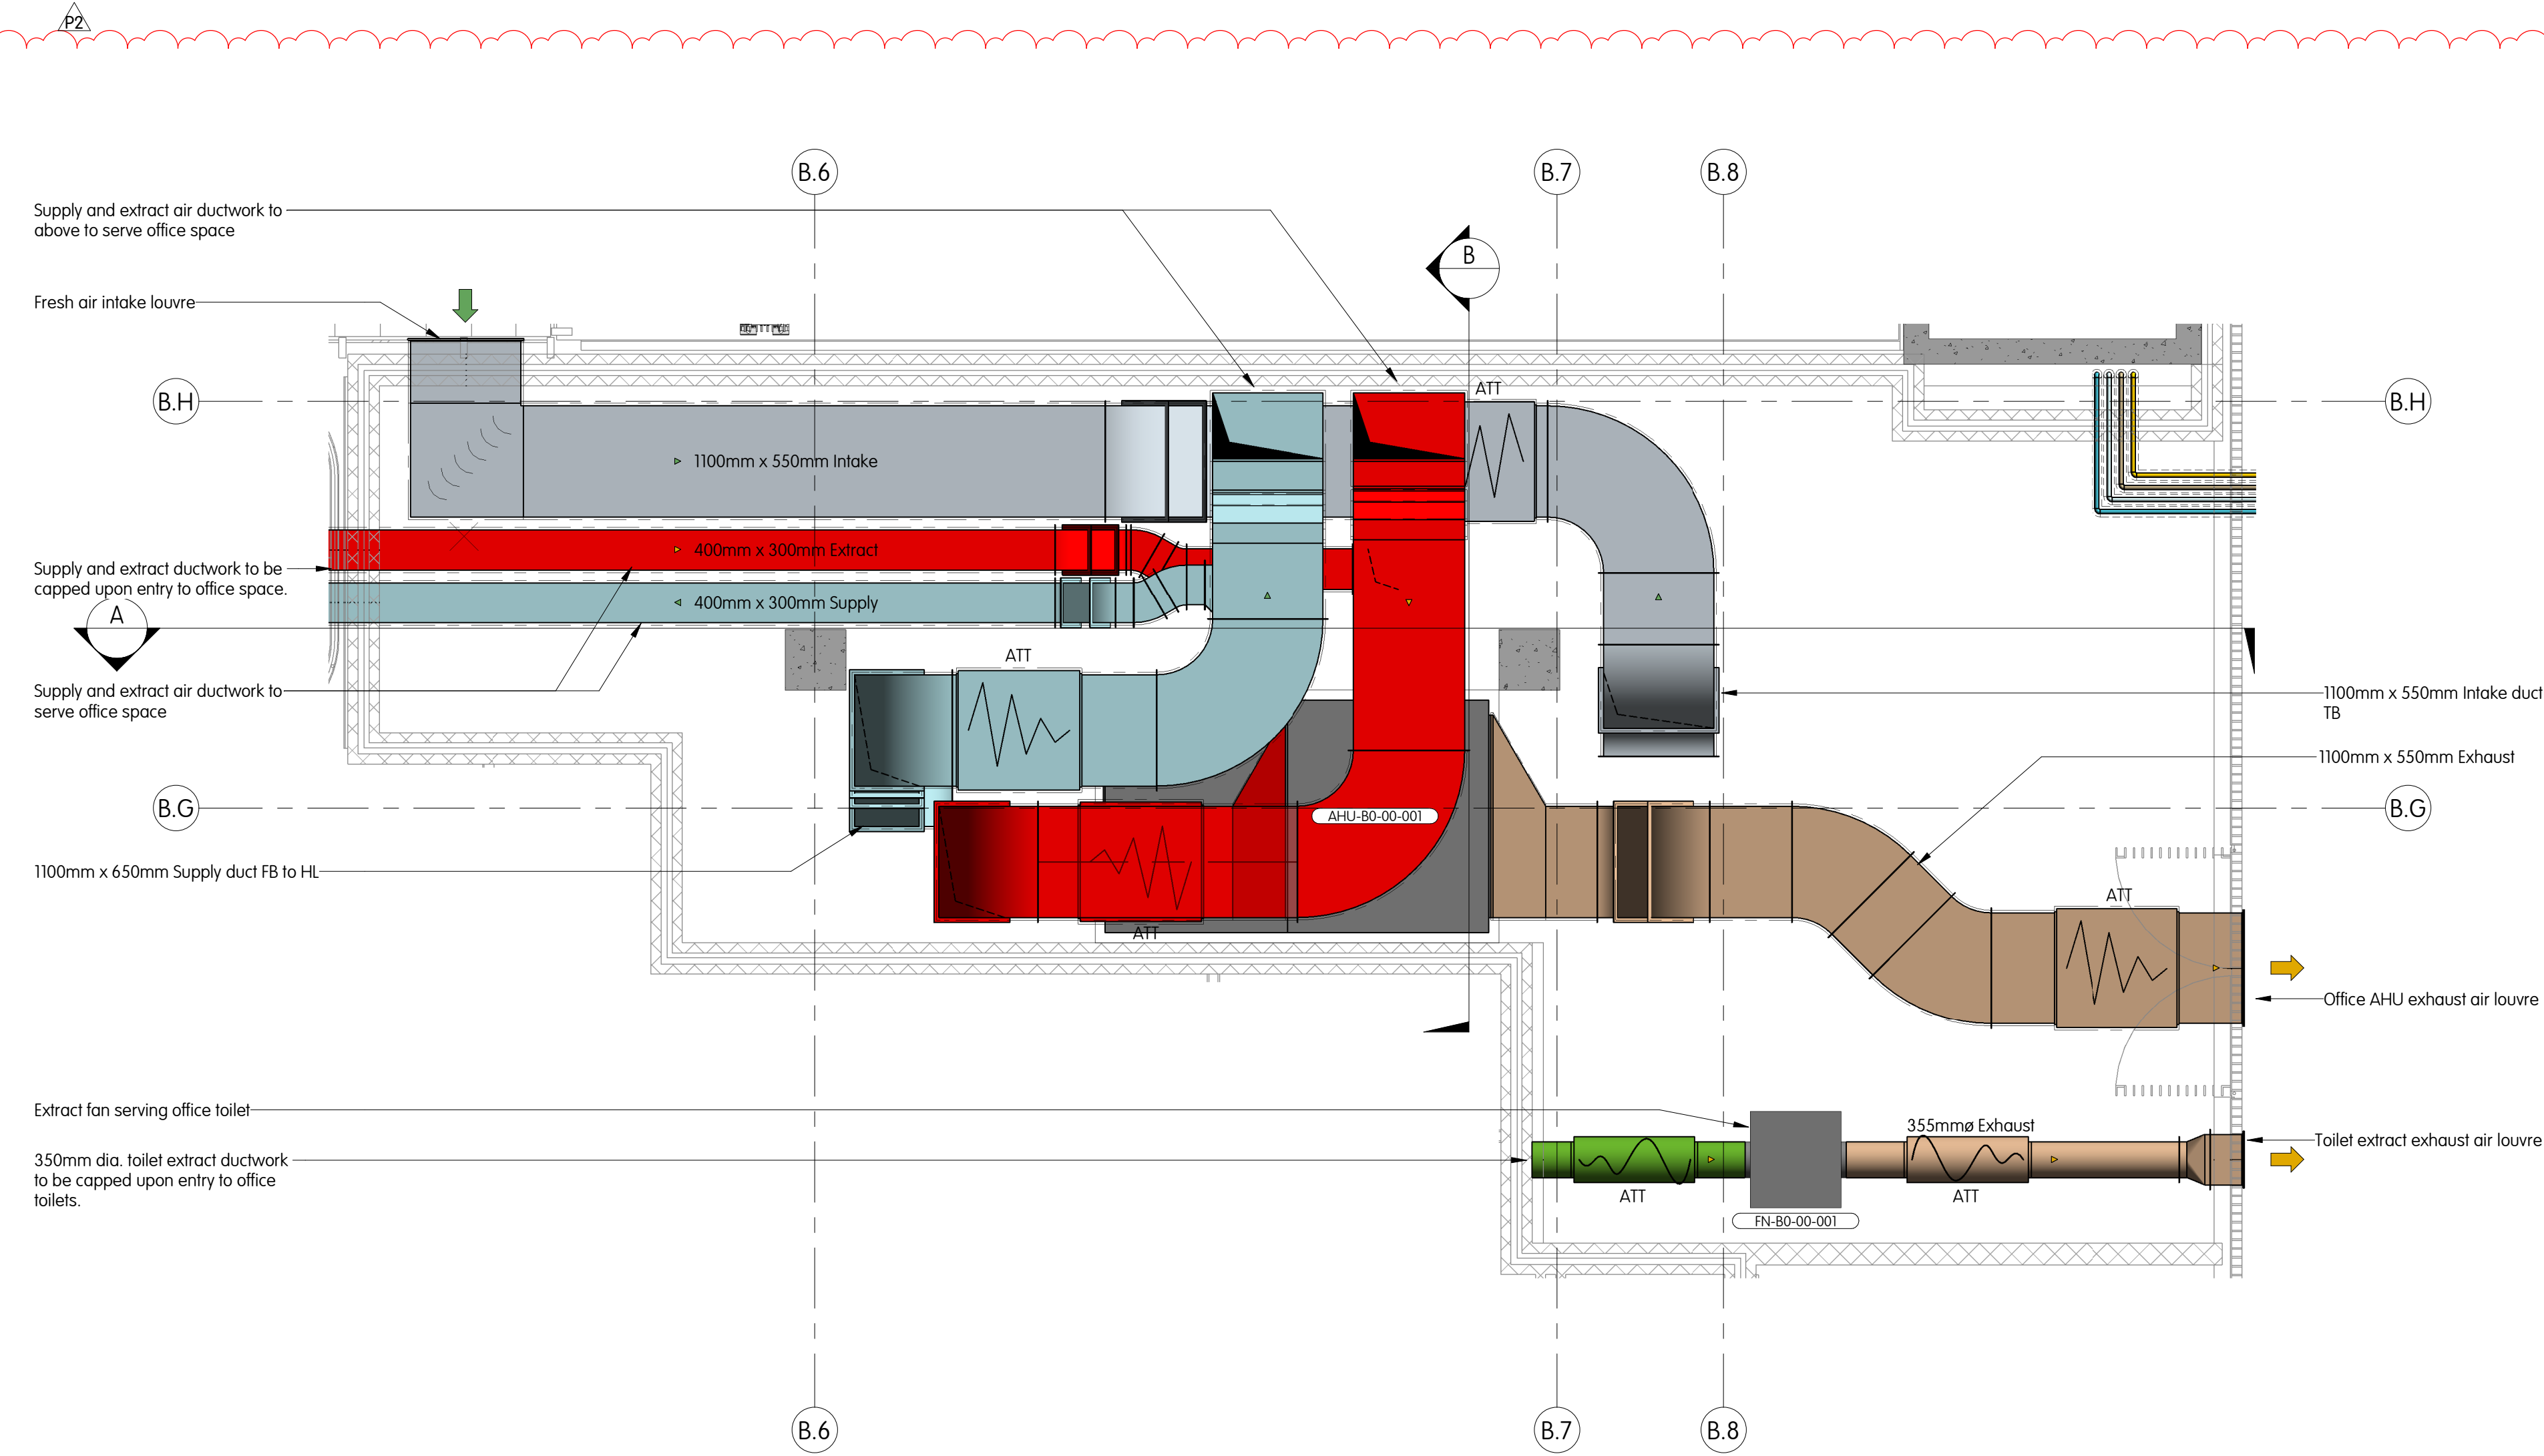 P2
B.6
B.7
B.8
Supply and extract air ductwork to
above to serve office space
B
Fresh air intake louvre
ATT
B.H
B.H
1100mm x 550mm Intake
400mm x 300mm Extract
Supply and extract ductwork to be
capped upon entry to office space.
400mm x 300mm Supply
A
ATT
Supply and extract air ductwork to
serve office space
1100mm x 550mm Intake duct
TB
1100mm x 550mm Exhaust
B.G
B.G
AHU-B0-00-001
1100mm x 650mm Supply duct FB to HL
ATT
ATT
Office AHU exhaust air louvre
Extract fan serving office toilet
355mmø Exhaust
Toilet extract exhaust air louvre
350mm dia. toilet extract ductwork
to be capped upon entry to office
toilets.
ATT
ATT
FN-B0-00-001
B.6
B.7
B.8